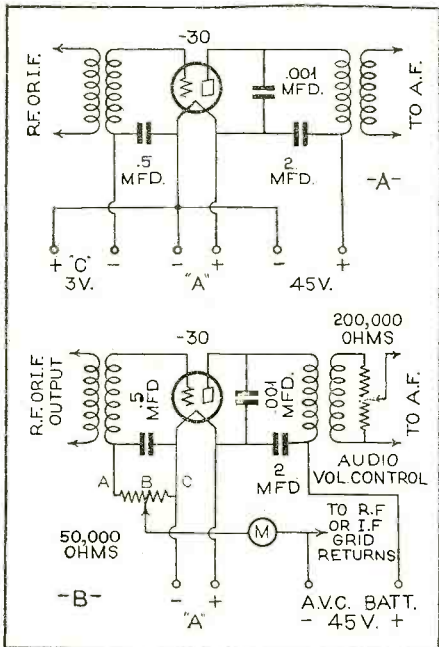 -30
R.F. OR I.F.
.001
MFD.
TO A.F.
.5
MFD.
2
MFD.
-A-
+ "C" -
3V.
- "A" +
- +
45V.
-30
200,000
OHMS
R.F. OR I.F.
OUTPUT
.5
MFD
.001
MFD.
TO A.F.
2
MFD
AUDIO
VOL. CONTROL
A B C
50,000
OHMS
M
TO R.F
OR I.F
GRID
RETURNS
-B-
- +
"A"
A.V.C. BATT.
- 45V. +